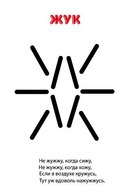 ЖУК
Не жужжу, когда сижу,
Не жужжу, когда хожу,
Если в воздухе кружусь,
Тут уж вдоволь нажужжусь.